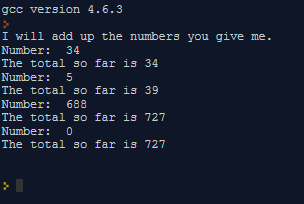 gcc version 4.6.3
I will add up the numbers you give me.
Number:  34
The total so far is 34
Number:  5
The total so far is 39
Number:  688
The total so far is 727
Number:  0
The total so far is 727